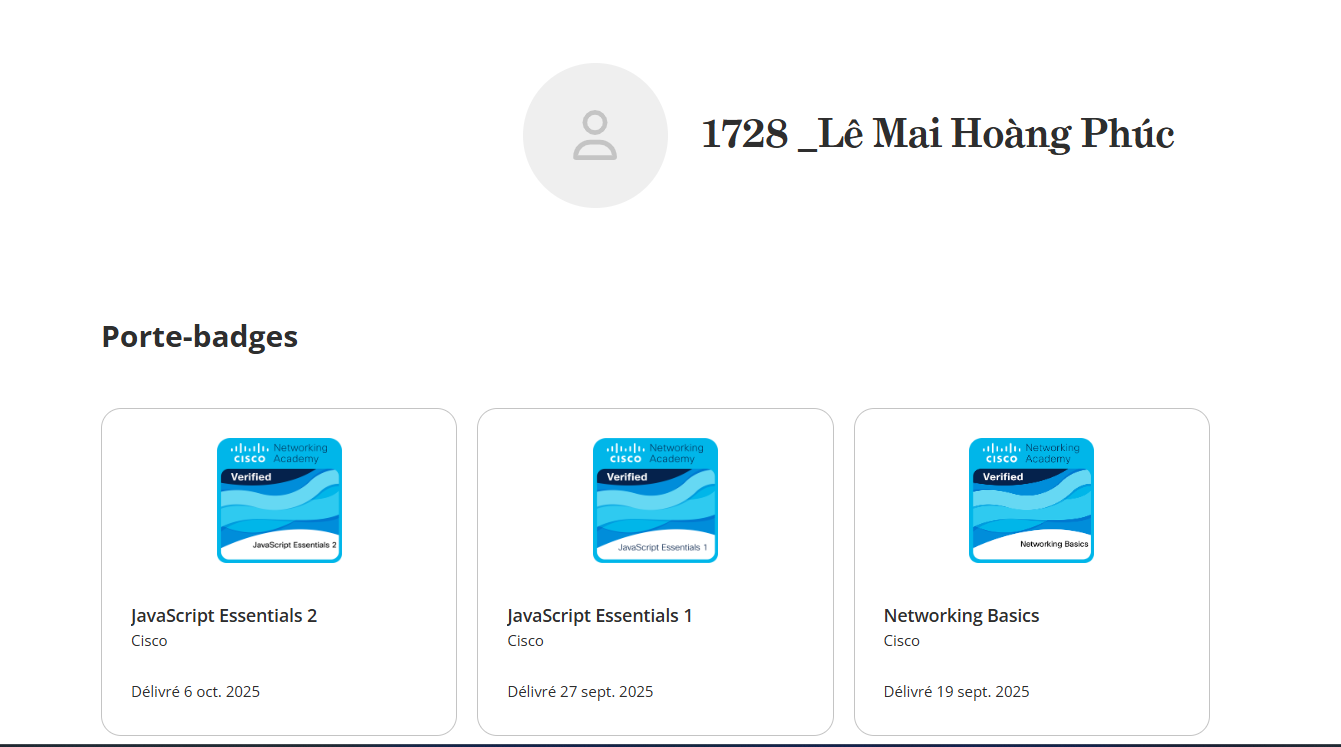 1728 _Lê Mai Hoàng Phúc
Porte-badges
CISCO Networking Academy
Verified
JavaScript Essentials 2
JavaScript Essentials 2
Cisco
Délivré 6 oct. 2025
CISCO Networking Academy
Verified
JavaScript Essentials 1
JavaScript Essentials 1
Cisco
Délivré 27 sept. 2025
CISCO Networking Academy
Verified
Networking Basics
Networking Basics
Cisco
Délivré 19 sept. 2025